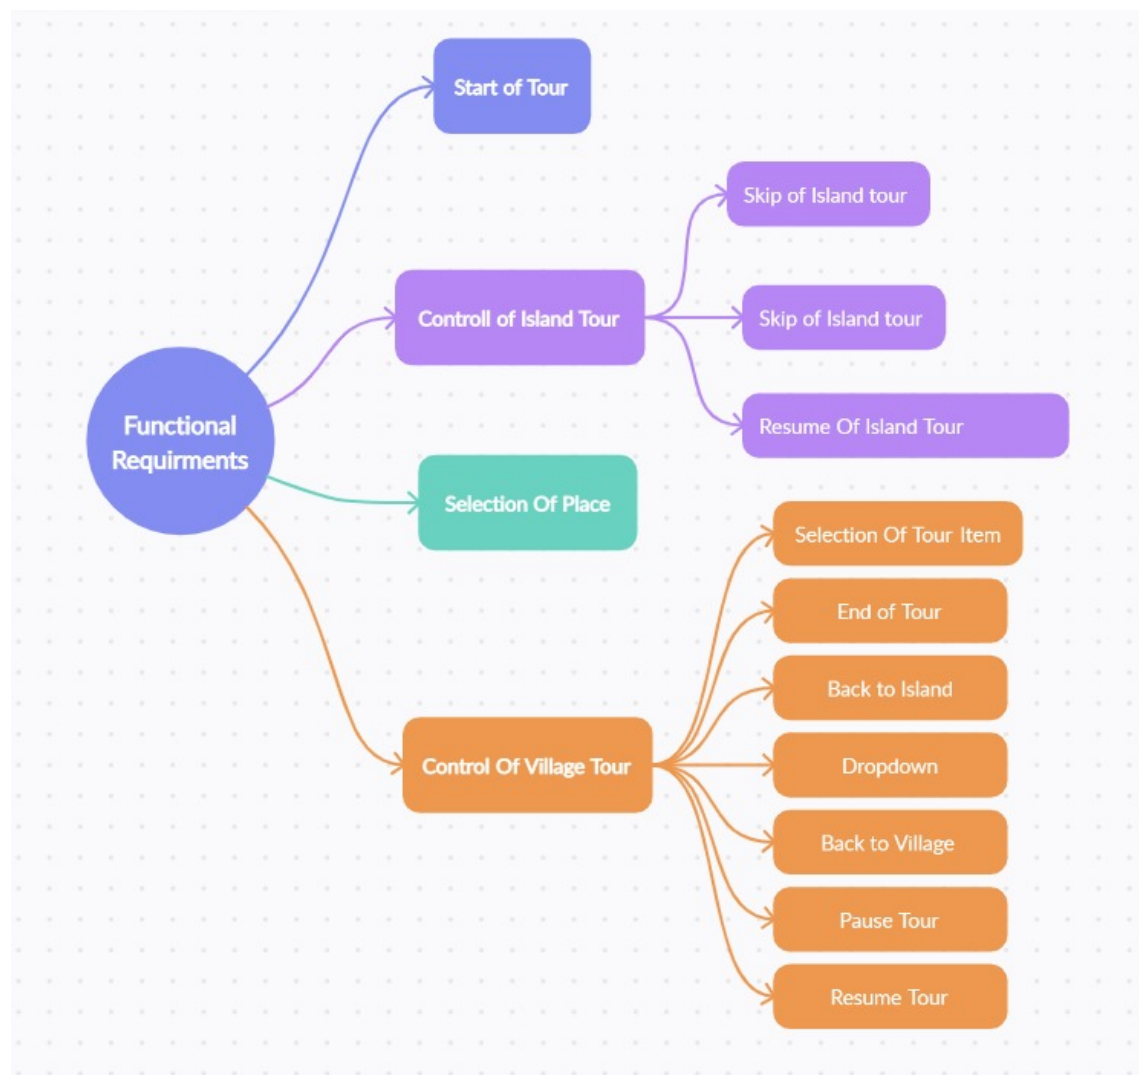 Start of Tour
Skip of Island tour
Controll of Island Tour
Skip of Island tour
Resume Of Island Tour
Functional
Requirments
Selection Of Place
Selection Of Tour Item
End of Tour
Back to Island
Control Of Village Tour
Dropdown
Back to Village
Pause Tour
Resume Tour